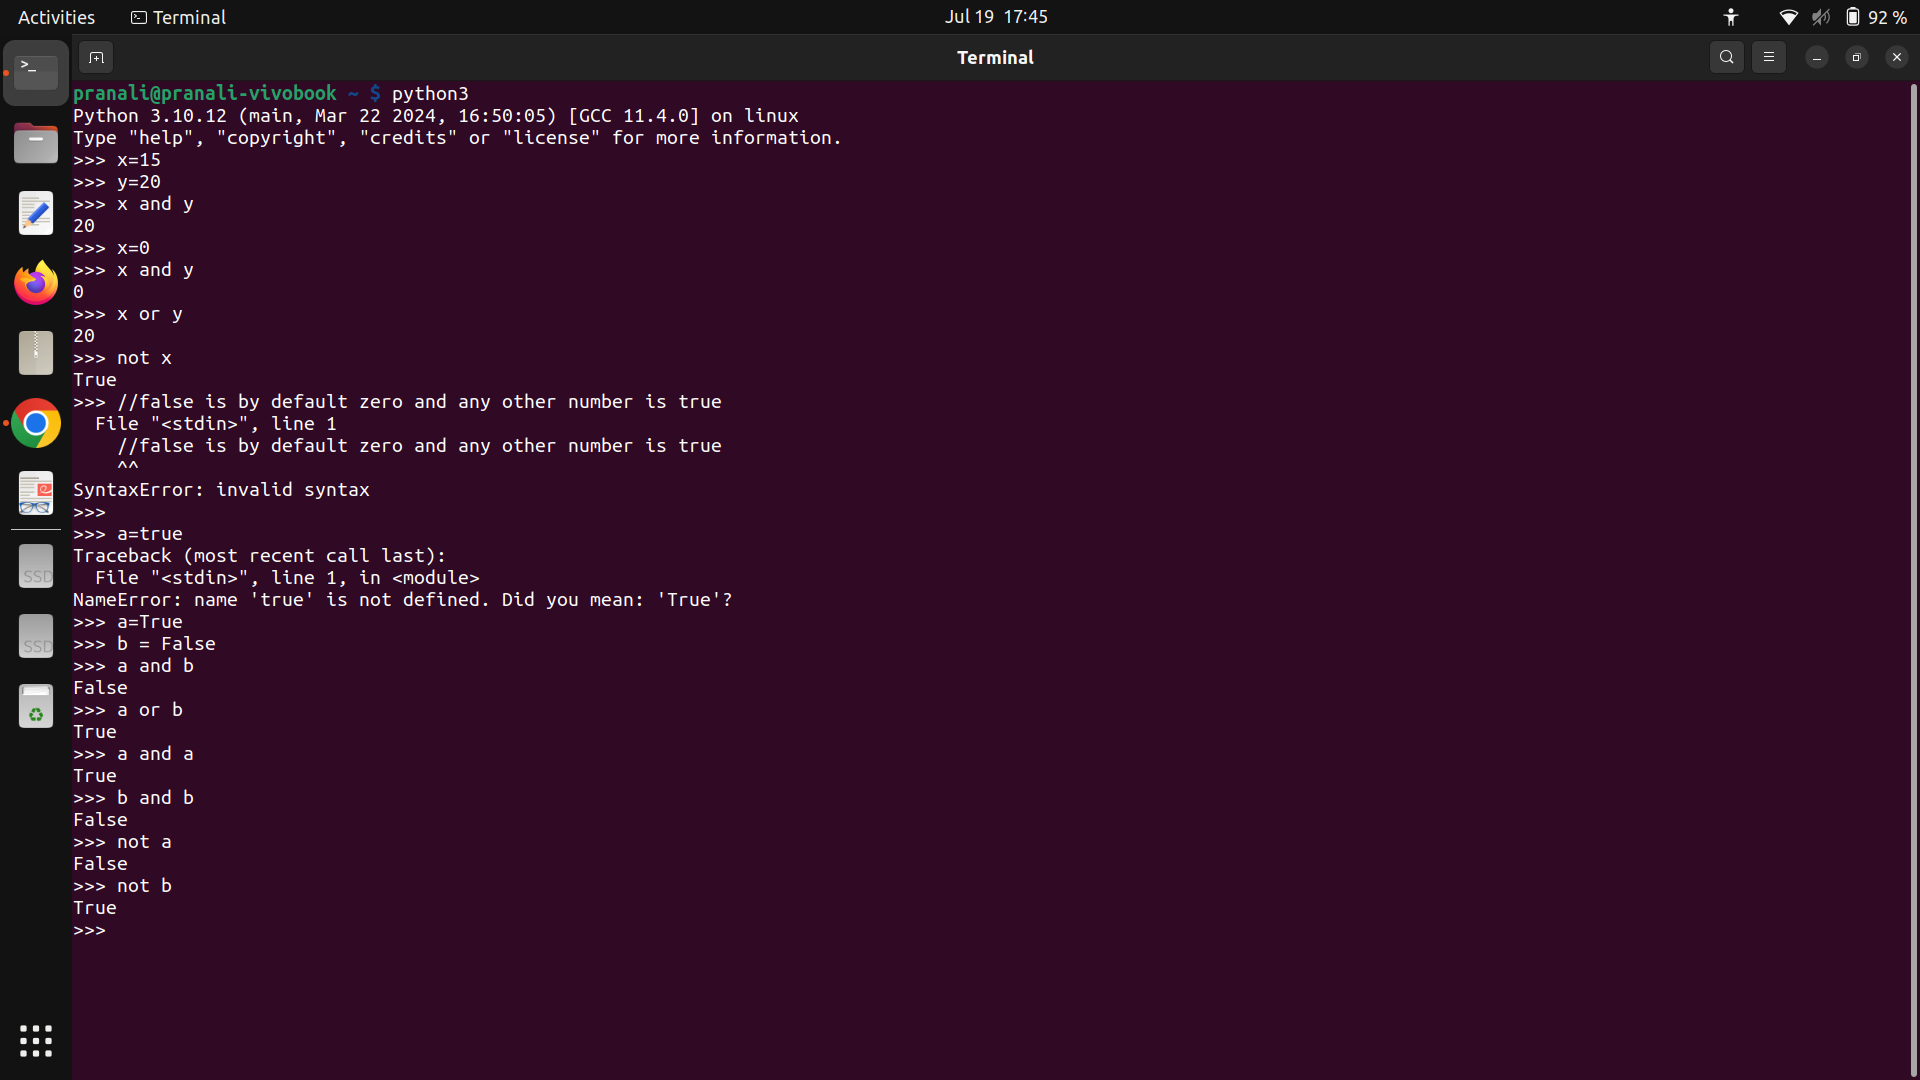 Activities Terminal Jul 19 17:45 92 %
Terminal
pranali@pranali-vivobook ~ $ python3
Python 3.10.12 (main, Mar 22 2024, 16:50:05) [GCC 11.4.0] on linux
Type "help", "copyright", "credits" or "license" for more information.
>>> x=15
>>> y=20
>>> x and y
20
>>> x=0
>>> x and y
0
>>> x or y
20
>>> not x
True
>>> //false is by default zero and any other number is true
  File "<stdin>", line 1
    //false is by default zero and any other number is true
    ^^
SyntaxError: invalid syntax
>>>
>>> a=true
Traceback (most recent call last):
  File "<stdin>", line 1, in <module>
NameError: name 'true' is not defined. Did you mean: 'True'?
>>> a=True
>>> b = False
>>> a and b
False
>>> a or b
True
>>> a and a
True
>>> b and b
False
>>> not a
False
>>> not b
True
>>>
SSD
SSD